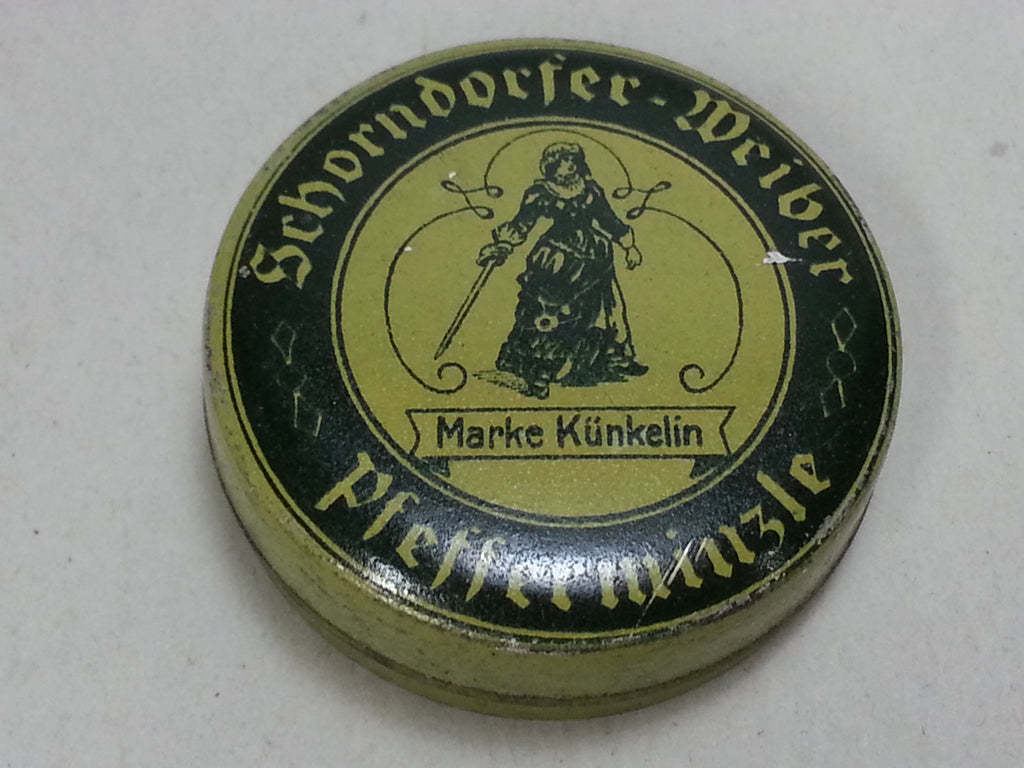 Schorndorfer-Weiber
Marke Künkelin
Pfefferminzle